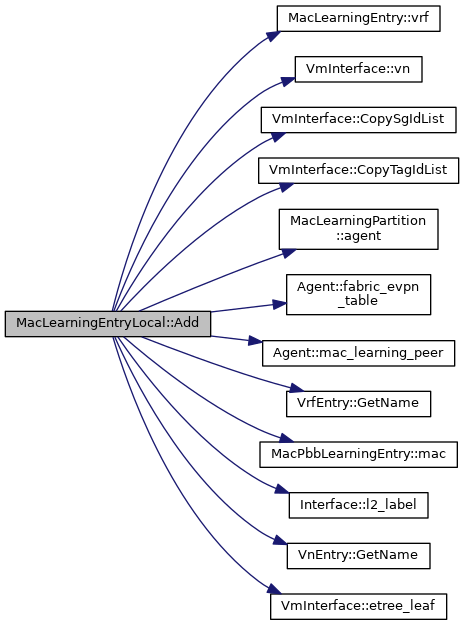 MacLearningEntry::vrf
VmInterface::vn
VmInterface::CopySgIdList
VmInterface::CopyTagIdList
MacLearningPartition
::agent
Agent::fabric_evpn
_table
MacLearningEntryLocal::Add
Agent::mac_learning_peer
VrfEntry::GetName
MacPbbLearningEntry::mac
Interface::l2_label
VnEntry::GetName
VmInterface::etree_leaf